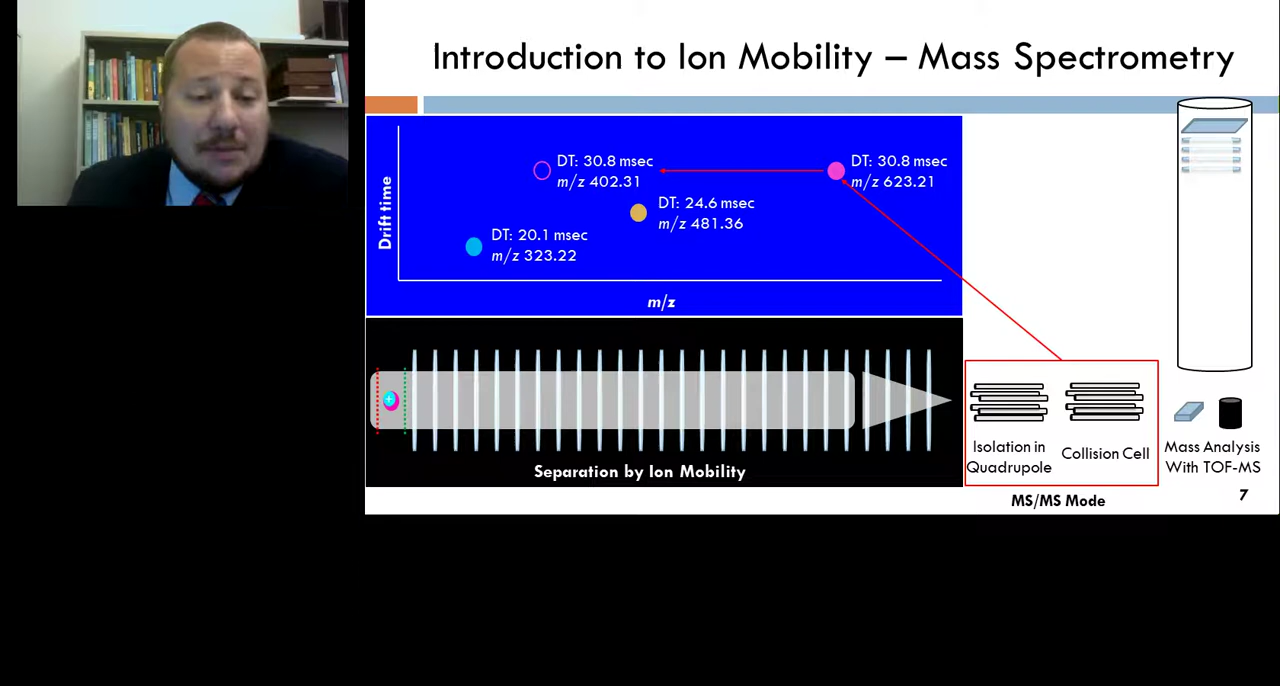 Introduction to Ion Mobility – Mass Spectrometry
DT: 30.8 msec
m/z 402.31
DT: 30.8 msec
m/z 623.21
DT: 24.6 msec
m/z 481.36
DT: 20.1 msec
m/z 323.22
Drift time
m/z
+
Separation by Ion Mobility
Isolation in
Quadrupole
Collision Cell
Mass Analysis
With TOF-MS
MS/MS Mode
7